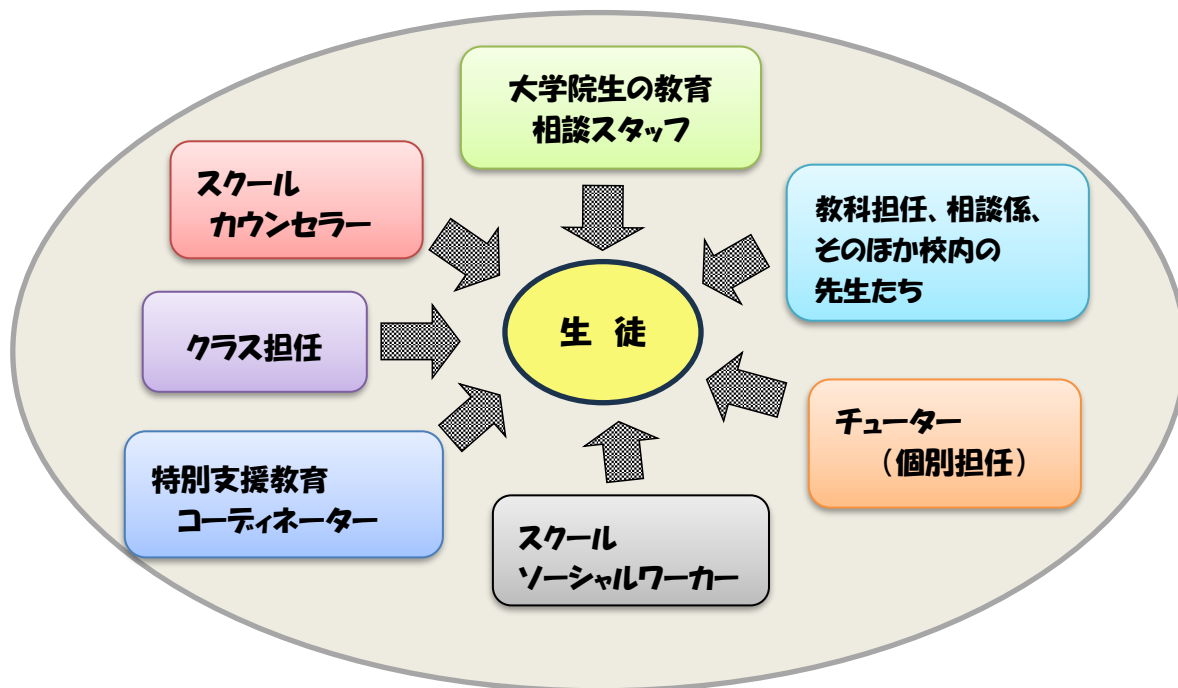 大学院生の教育
相談スタッフ
スクール
カウンセラー
教科担任、相談係、
そのほか校内の
先生たち
クラス担任
生 徒
チューター
（個別担任）
特別支援教育
コーディネーター
スクール
ソーシャルワーカー